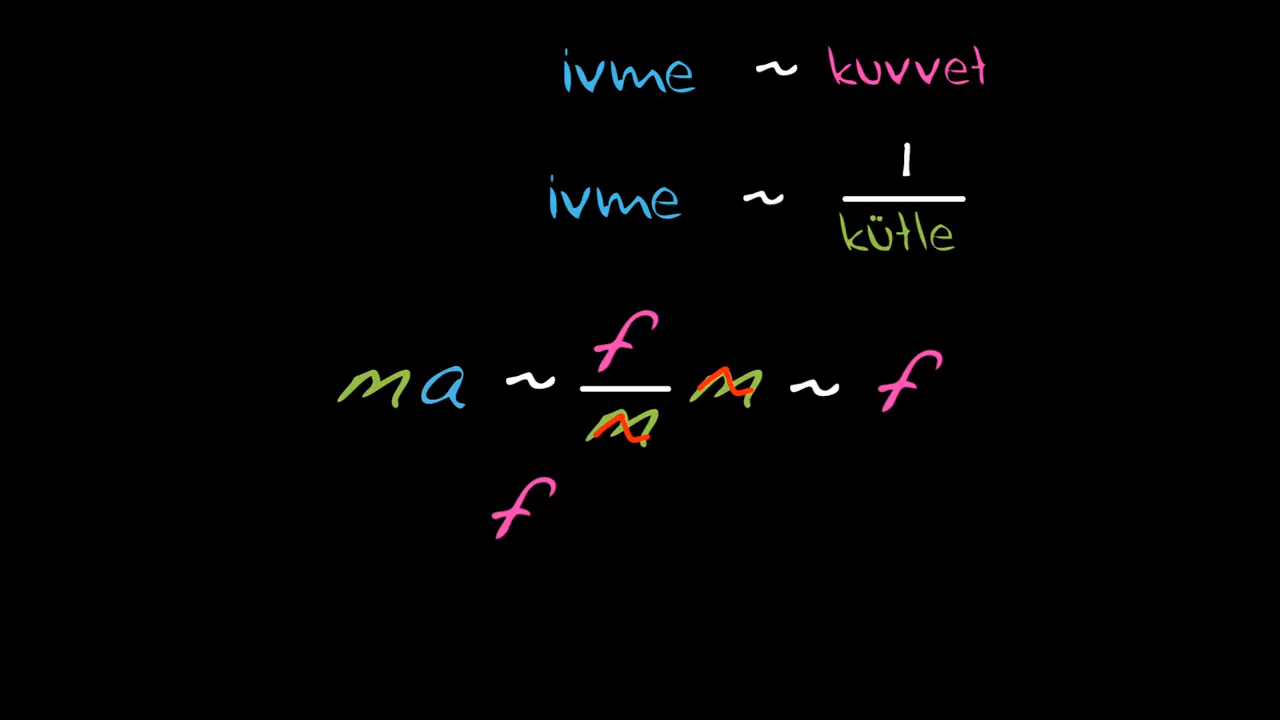 ivme ~ kuvvet
ivme ~ 1/kütle
ma ~ f/m m ~ f
f